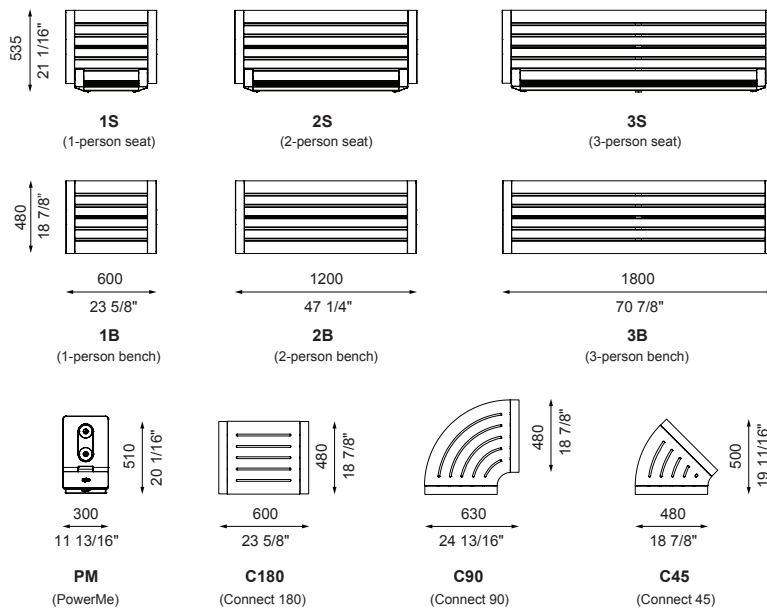 535
21 1/16"
1S
(1-person seat)
2S
(2-person seat)
3S
(3-person seat)
480
18 7/8"
600
23 5/8"
1200
47 1/4"
1800
70 7/8"
1B
(1-person bench)
2B
(2-person bench)
3B
(3-person bench)
510
20 1/16"
480
18 7/8"
480
18 7/8"
500
19 11/16"
300
11 13/16"
600
23 5/8"
630
24 13/16"
480
18 7/8"
PM
(PowerMe)
C180
(Connect 180)
C90
(Connect 90)
C45
(Connect 45)